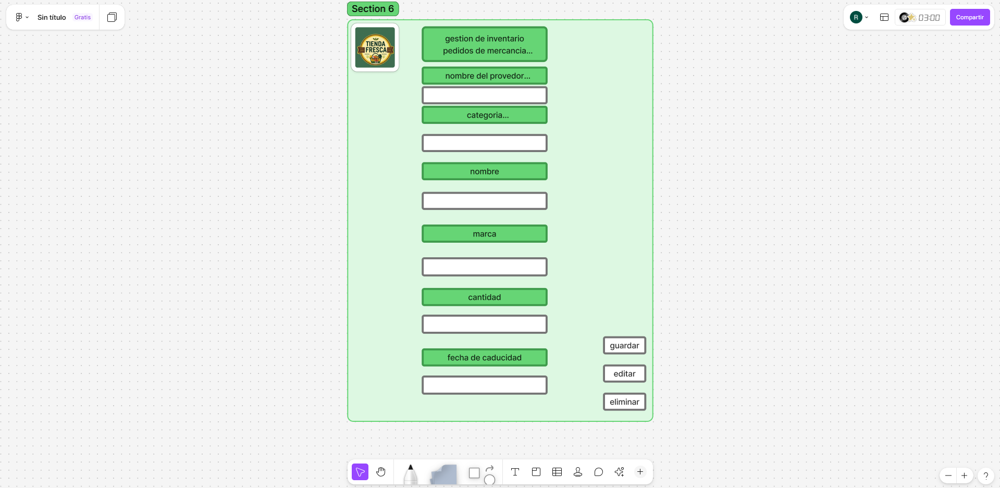 Section 6
Sin título
Gratis
R
03:00
Compartir
TIENDA
FRESCA
gestion de inventario
pedidos de mercancia...
nombre del provedor...
categoria...
nombre
marca
cantidad
fecha de caducidad
guardar
editar
eliminar
?